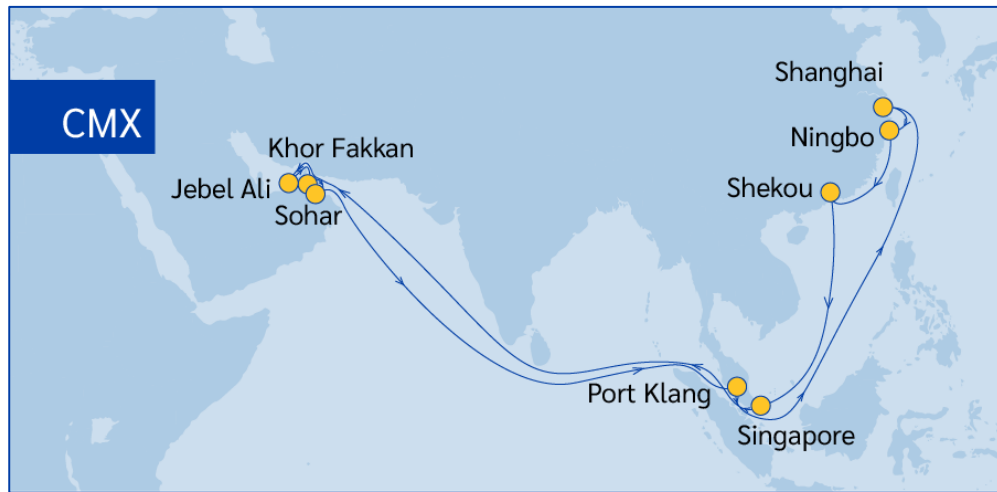 CMX
Shanghai
Ningbo
Shekou
Khor Fakkan
Jebel Ali
Sohar
Port Klang
Singapore